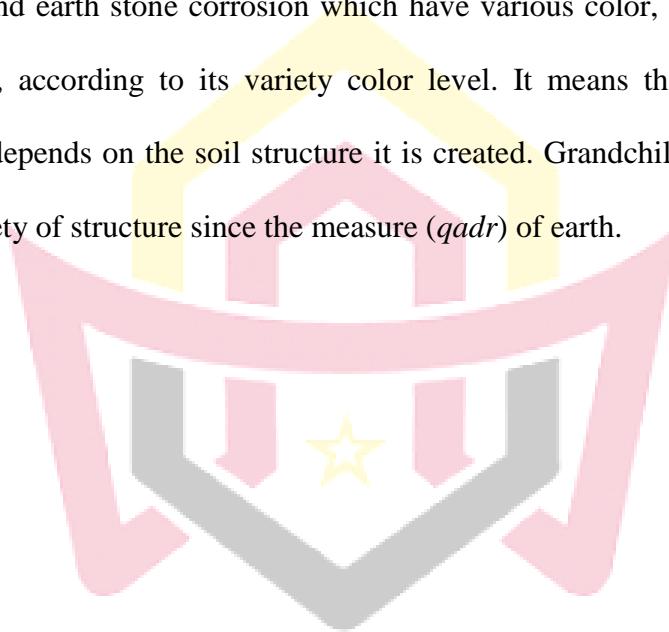 nd earth stone corrosion which have various color,
, according to its variety color level. It means th
depends on the soil structure it is created. Grandchil
ety of structure since the measure (qadr) of earth.